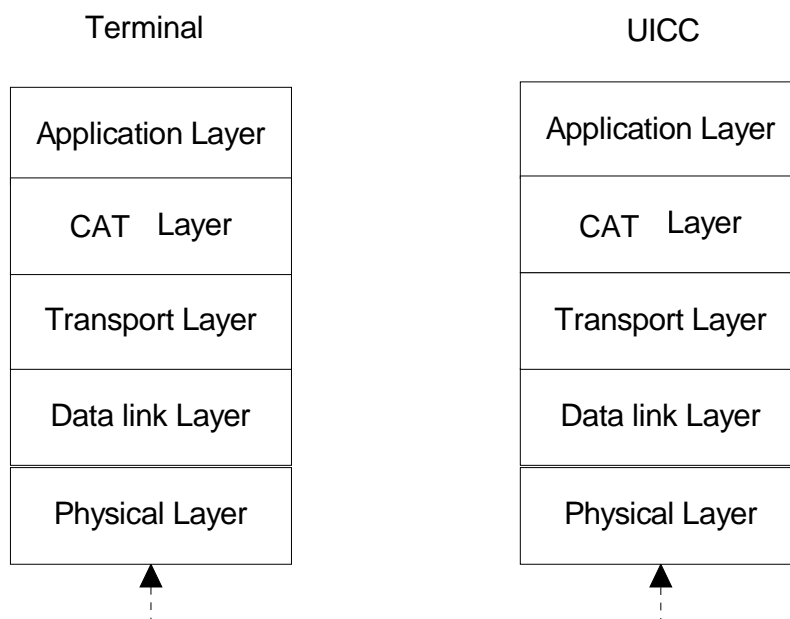 Terminal
Application Layer
CAT Layer
Transport Layer
Data link Layer
Physical Layer
UICC
Application Layer
CAT Layer
Transport Layer
Data link Layer
Physical Layer